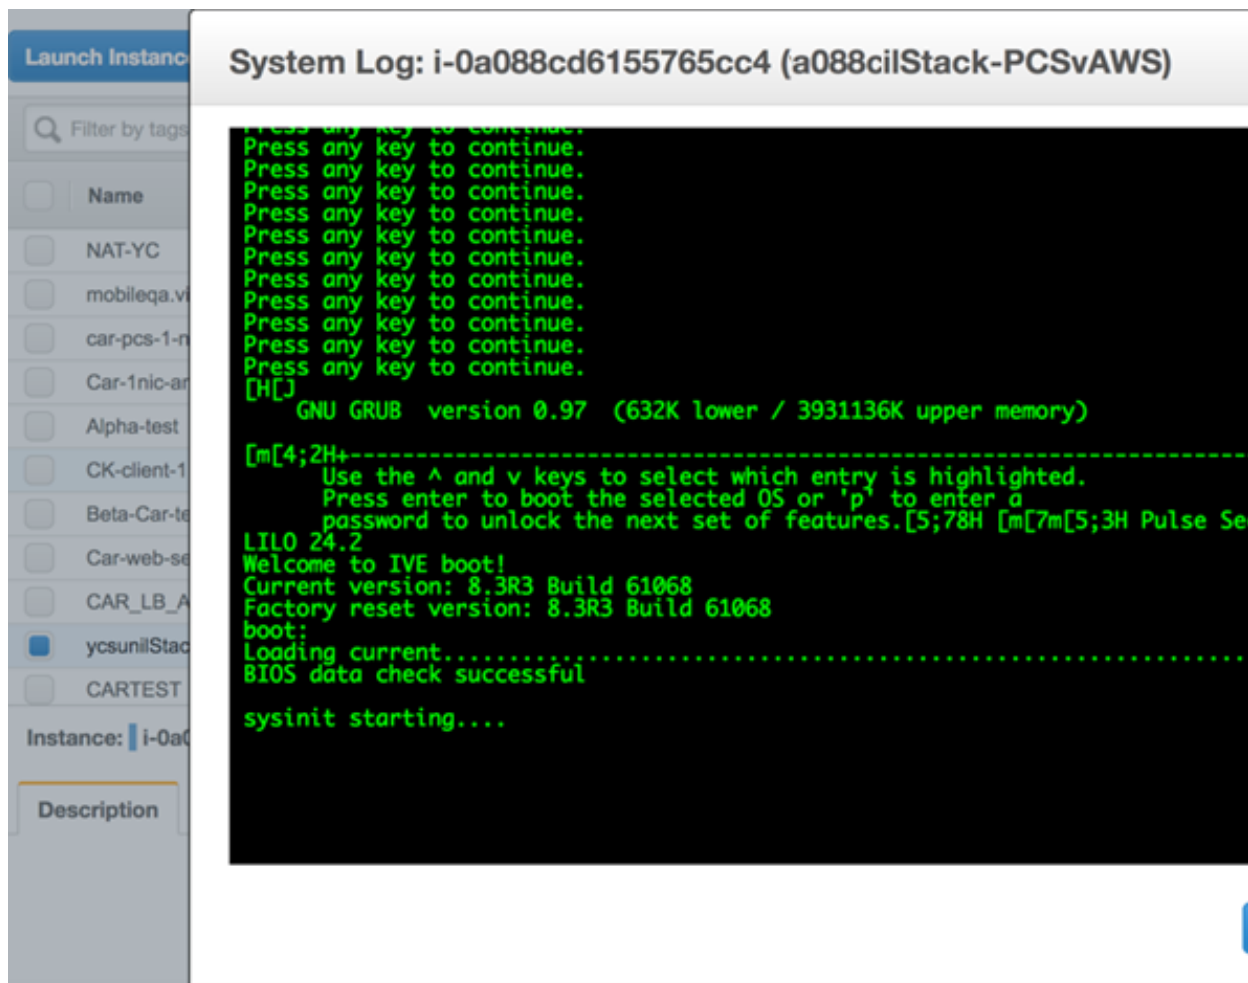 Launch Instanc
Filter by tags
Name
NAT-YC
mobileqa.vi
car-pcs-1-n
Car-1nic-ar
Alpha-test
CK-client-1
Beta-Car-te
Car-web-se
CAR_LB_A
ycsunilStac
CARTEST
Instance: i-0a0
Description
System Log: i-0a088cd6155765cc4 (a088cilStack-PCSvAWS)
Press any key to continue.
Press any key to continue.
Press any key to continue.
Press any key to continue.
Press any key to continue.
Press any key to continue.
Press any key to continue.
Press any key to continue.
Press any key to continue.
Press any key to continue.
Press any key to continue.
Press any key to continue.
[H[J
GNU GRUB  version 0.97  (632K lower / 3931136K upper memory)
[m[4;2H+---------------------------------------------------------------------
Use the ^ and v keys to select which entry is highlighted.
Press enter to boot the selected OS or 'p' to enter a
password to unlock the next set of features.[5;78H [m[7m[5;3H Pulse Se
LILO 24.2
Welcome to IVE boot!
Current version: 8.3R3 Build 61068
Factory reset version: 8.3R3 Build 61068
boot:
Loading current.............................................................
BIOS data check successful
sysinit starting....